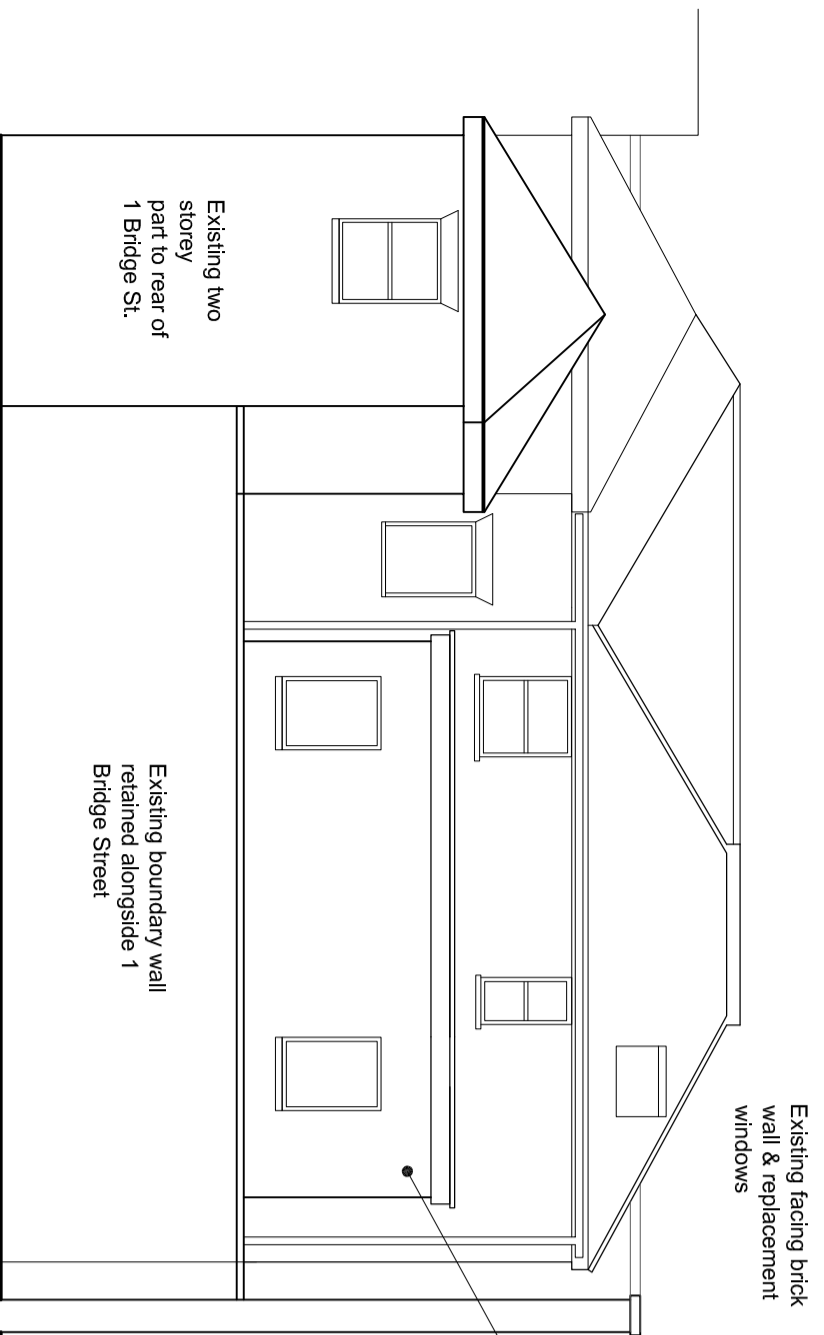 Existing facing brick
wall & replacement
windows
Existing two
storey
part to rear of
1 Bridge St.
Existing boundary wall
retained alongside 1
Bridge Street